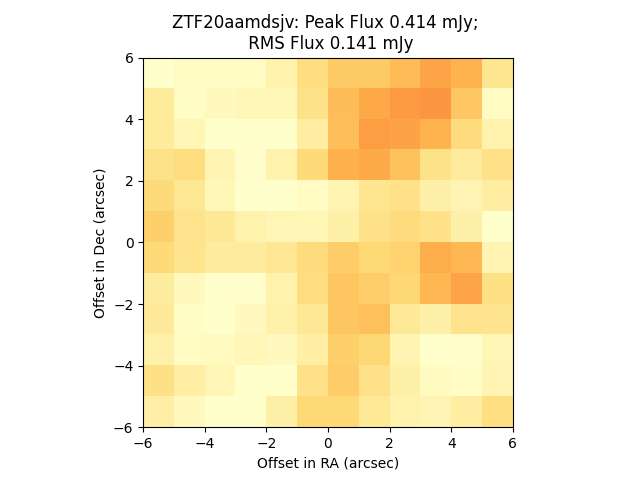 ZTF20aamdsjv: Peak Flux 0.414 mJy;
RMS Flux 0.141 mJy
Offset in Dec (arcsec)
6
4
2
0
−2
−4
−6
−6 −4 −2 0 2 4 6
Offset in RA (arcsec)